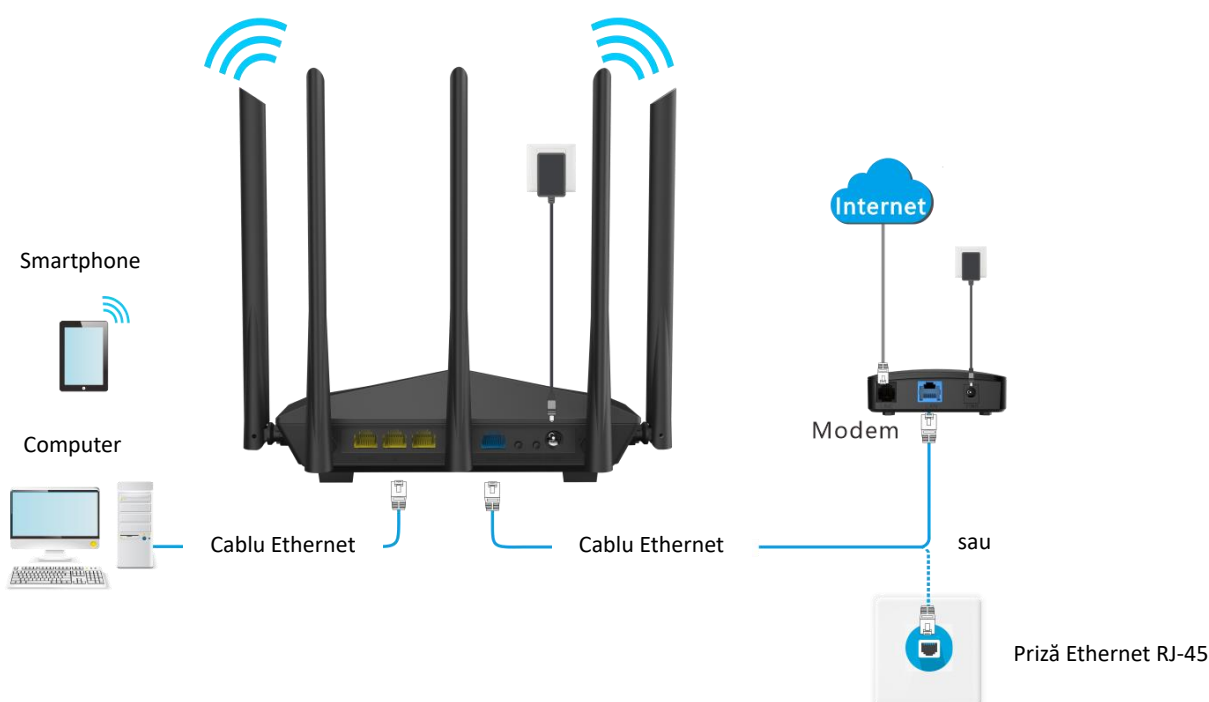 Internet
Smartphone
Modem
Computer
Cablu Ethernet
Cablu Ethernet
sau
Priză Ethernet RJ-45